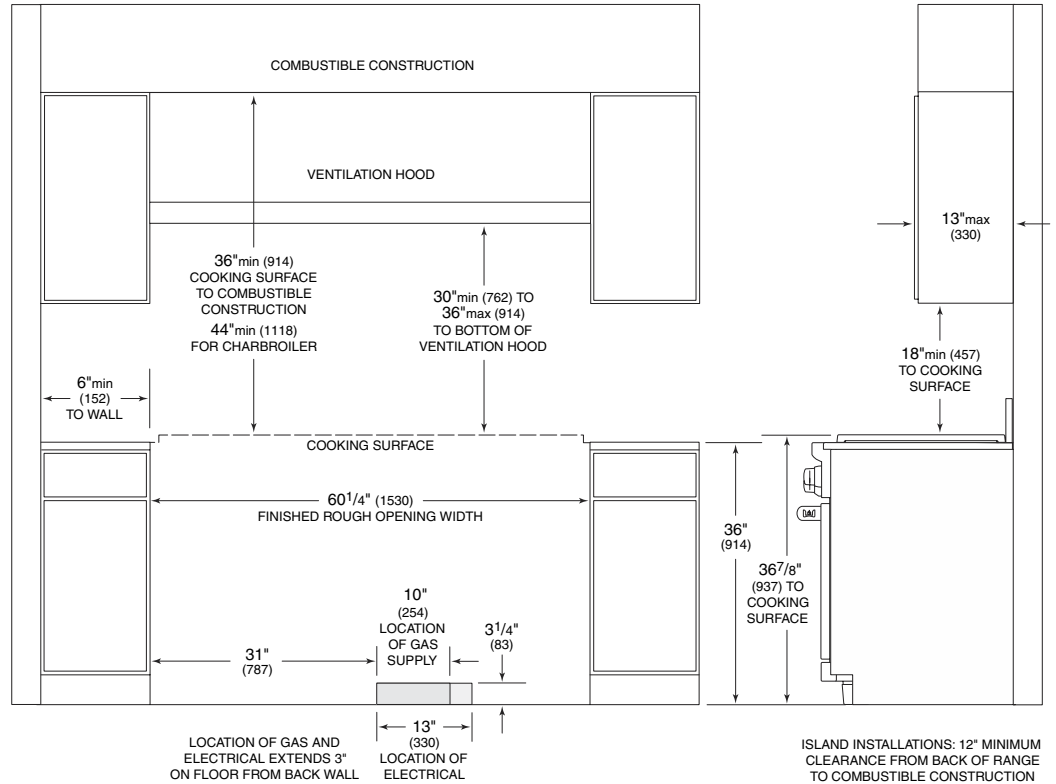 COMBUSTIBLE CONSTRUCTION
VENTILATION HOOD
36"min (914)
COOKING SURFACE
TO COMBUSTIBLE
CONSTRUCTION
44"min (1118)
FOR CHARBROILER
30"min (762) TO
36"max (914)
TO BOTTOM OF
VENTILATION HOOD
13"max
(330)
18"min (457)
TO COOKING
SURFACE
6"min
(152)
TO WALL
COOKING SURFACE
60 1/4" (1530)
FINISHED ROUGH OPENING WIDTH
36"
(914)
36 7/8"
(937) TO
COOKING
SURFACE
10"
(254)
LOCATION
OF GAS
SUPPLY
3 1/4"
(83)
31"
(787)
13"
(330)
LOCATION OF
ELECTRICAL
LOCATION OF GAS AND
ELECTRICAL EXTENDS 3"
ON FLOOR FROM BACK WALL
ISLAND INSTALLATIONS: 12" MINIMUM
CLEARANCE FROM BACK OF RANGE
TO COMBUSTIBLE CONSTRUCTION